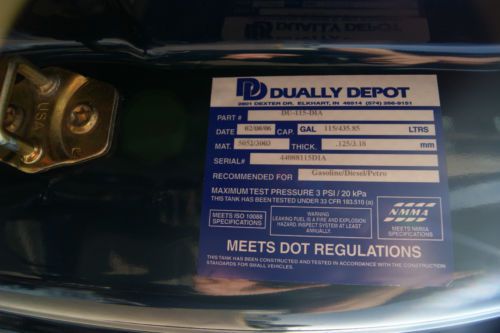 DD DUALLY DEPOT
2601 DEXTER DR. ELKHART, IN 46514 (574) 266-9151
PART # DU-115-DIA
DATE 02/08/06 CAP. GAL 115/435.85 LTRS
MAT. 5052/3003 THICK. .125/3.18 mm
SERIAL# 44088115DIA
RECOMMENDED FOR Gasoline/Diesel/Petro
MAXIMUM TEST PRESSURE 3 PSI / 20 kPa
THIS TANK HAS BEEN TESTED UNDER 33 CFR 183.510 (a)
MEETS ISO 10088
SPECIFICATIONS
WARNING
LEAKING FUEL IS A FIRE AND EXPLOSION
HAZARD. INSPECT SYSTEM AT LEAST
ANNUALLY.
NMMA
MEETS NMMA
SPECIFICATIONS
MEETS DOT REGULATIONS
THIS TANK HAS BEEN CONSTRUCTED AND TESTED IN ACCORDANCE WITH THE CONSTRUCTION
STANDARDS FOR SMALL VEHICLES.
USA